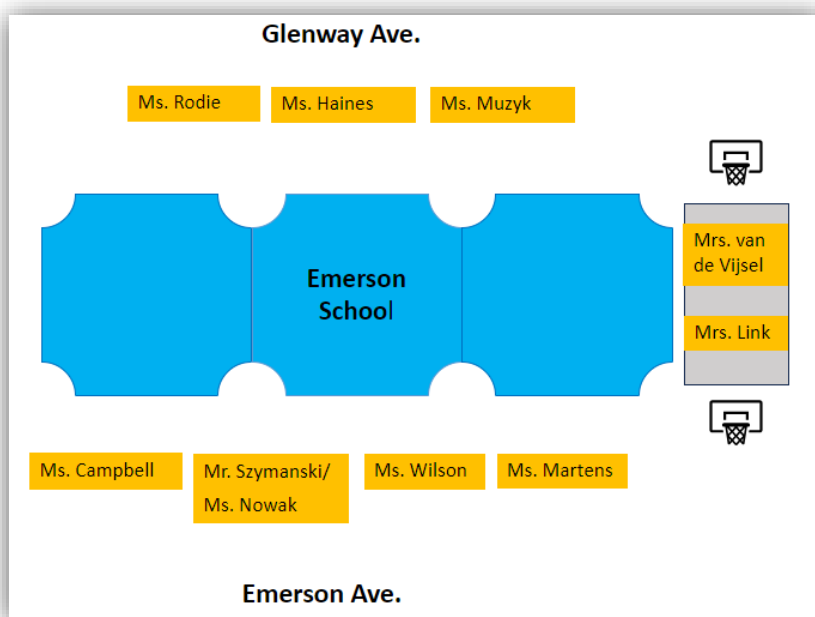 Glenway Ave.
Ms. Rodie
Ms. Haines
Ms. Muzyk
Emerson
School
Mrs. van
de Vijsel
Mrs. Link
Ms. Campbell
Mr. Szymanski/
Ms. Nowak
Ms. Wilson
Ms. Martens
Emerson Ave.